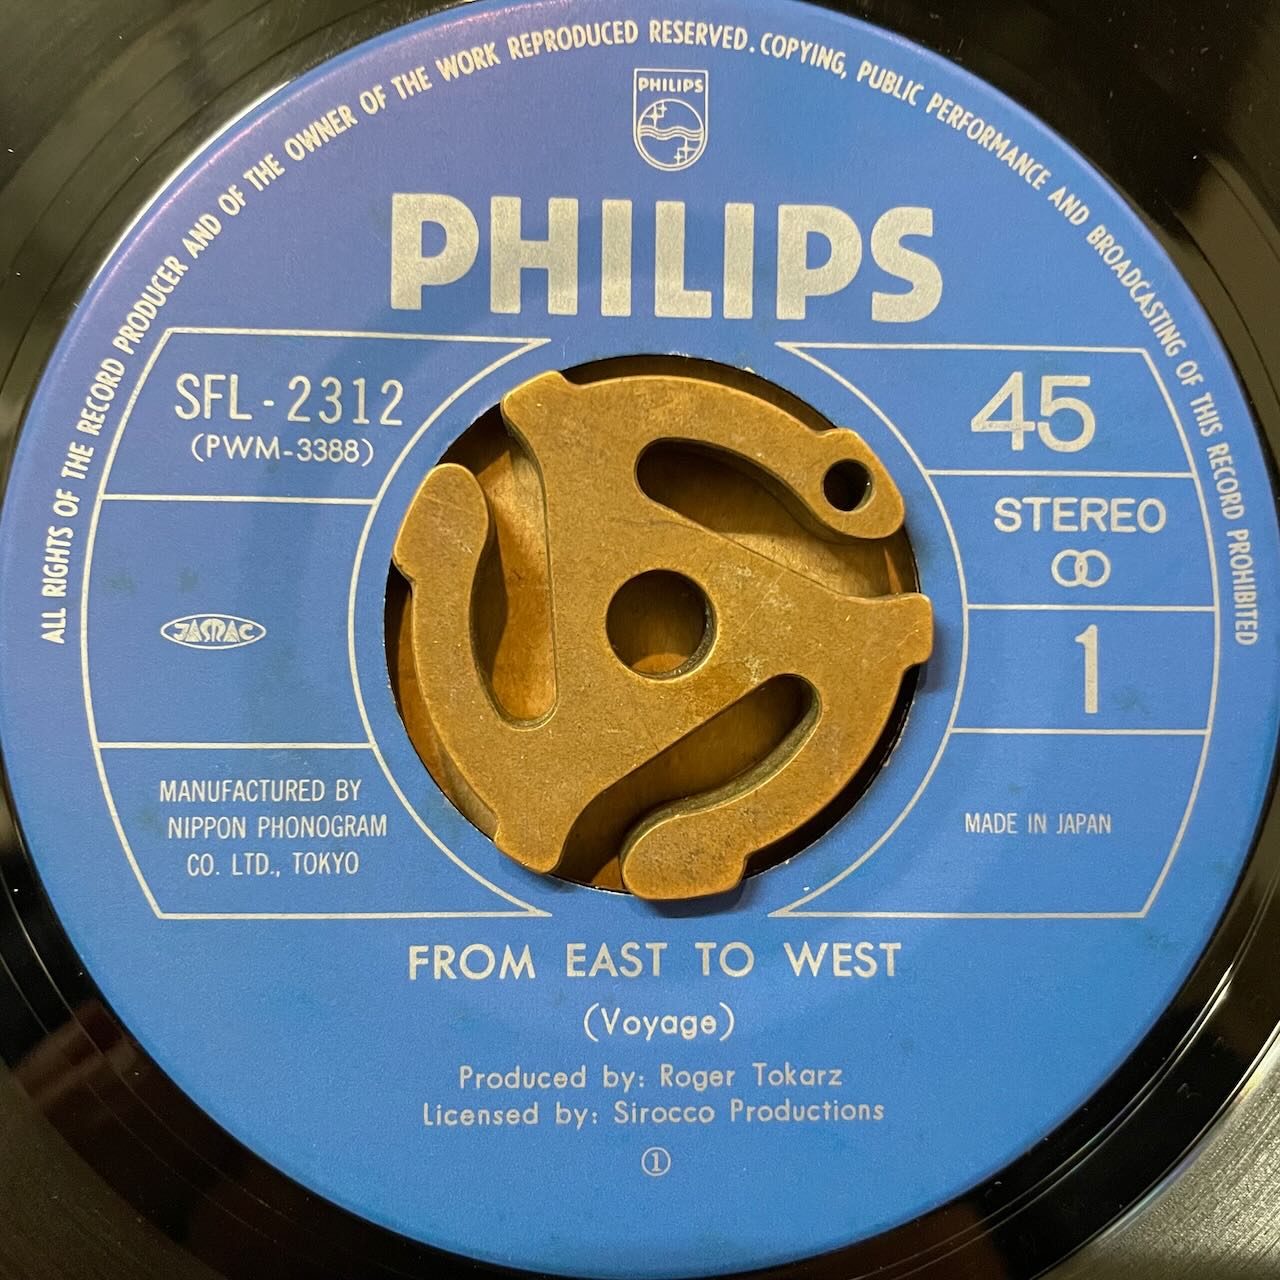 ALL RIGHTS OF THE RECORD PRODUCER AND OF THE OWNER OF THE WORK REPRODUCED RESERVED. COPYING, PUBLIC PERFORMANCE AND BROADCASTING OF THIS RECORD PROHIBITED
PHILIPS
PHILIPS
SFL-2312
(PWM-3388)
45
STEREO
1
JASRAC
MANUFACTURED BY
NIPPON PHONOGRAM
CO. LTD., TOKYO
MADE IN JAPAN
FROM EAST TO WEST
(Voyage)
Produced by: Roger Tokarz
Licensed by: Sirocco Productions
①